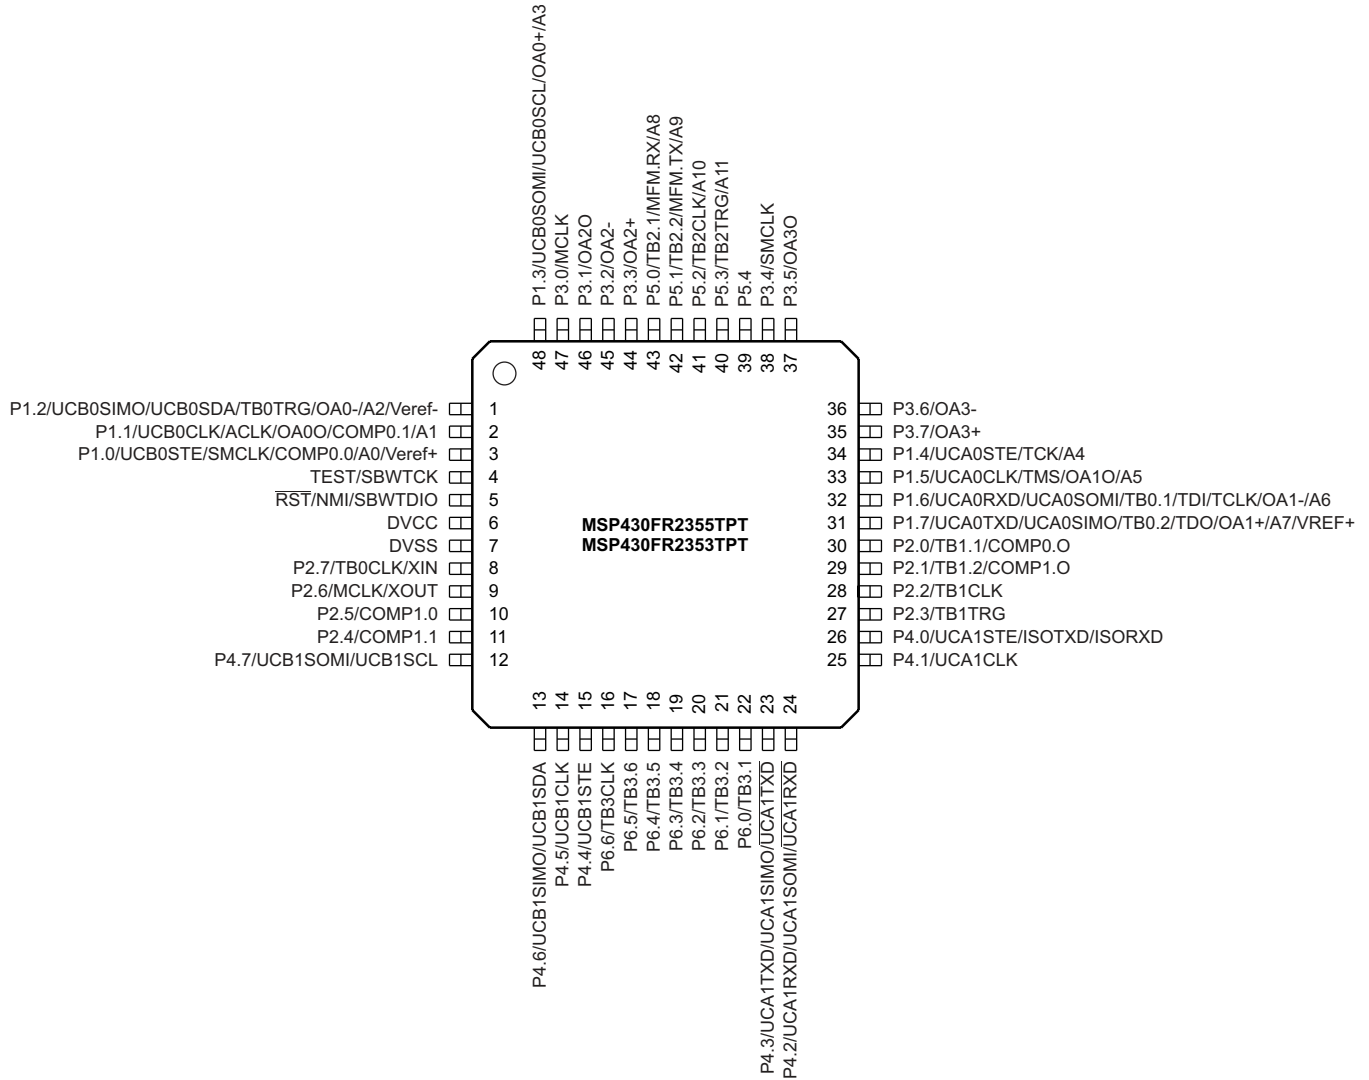 P1.3/UCB0SOMI/UCB0SCL/OA0+/A3
P3.0/MCLK
P3.1/OA2O
P3.2/OA2-
P3.3/OA2+
P5.0/TB2.1/MFM.RX/A8
P5.1/TB2.2/MFM.TX/A9
P5.2/TB2CLK/A10
P5.3/TB2TRG/A11
P5.4
P3.4/SMCLK
P3.5/OA3O
48 47 46 45 44 43 42 41 40 39 38 37
P1.2/UCB0SIMO/UCB0SDA/TB0TRG/OA0-/A2/Veref- 1
P1.1/UCB0CLK/ACLK/OA0O/COMP0.1/A1 2
P1.0/UCB0STE/SMCLK/COMP0.0/A0/Veref+ 3
TEST/SBWTCK 4
RST/NMI/SBWTDIO 5
DVCC 6
DVSS 7
P2.7/TB0CLK/XIN 8
P2.6/MCLK/XOUT 9
P2.5/COMP1.0 10
P2.4/COMP1.1 11
P4.7/UCB1SOMI/UCB1SCL 12
MSP430FR2355TPT
MSP430FR2353TPT
36 P3.6/OA3-
35 P3.7/OA3+
34 P1.4/UCA0STE/TCK/A4
33 P1.5/UCA0CLK/TMS/OA1O/A5
32 P1.6/UCA0RXD/UCA0SOMI/TB0.1/TDI/TCLK/OA1-/A6
31 P1.7/UCA0TXD/UCA0SIMO/TB0.2/TDO/OA1+/A7/VREF+
30 P2.0/TB1.1/COMP0.O
29 P2.1/TB1.2/COMP1.O
28 P2.2/TB1CLK
27 P2.3/TB1TRG
26 P4.0/UCA1STE/ISOTXD/ISORXD
25 P4.1/UCA1CLK
13 14 15 16 17 18 19 20 21 22 23 24
P4.6/UCB1SIMO/UCB1SDA
P4.5/UCB1CLK
P4.4/UCB1STE
P6.6/TB3CLK
P6.5/TB3.6
P6.4/TB3.5
P6.3/TB3.4
P6.2/TB3.3
P6.1/TB3.2
P6.0/TB3.1
P4.3/UCA1TXD/UCA1SIMO/UCA1TXD
P4.2/UCA1RXD/UCA1SOMI/UCA1RXD